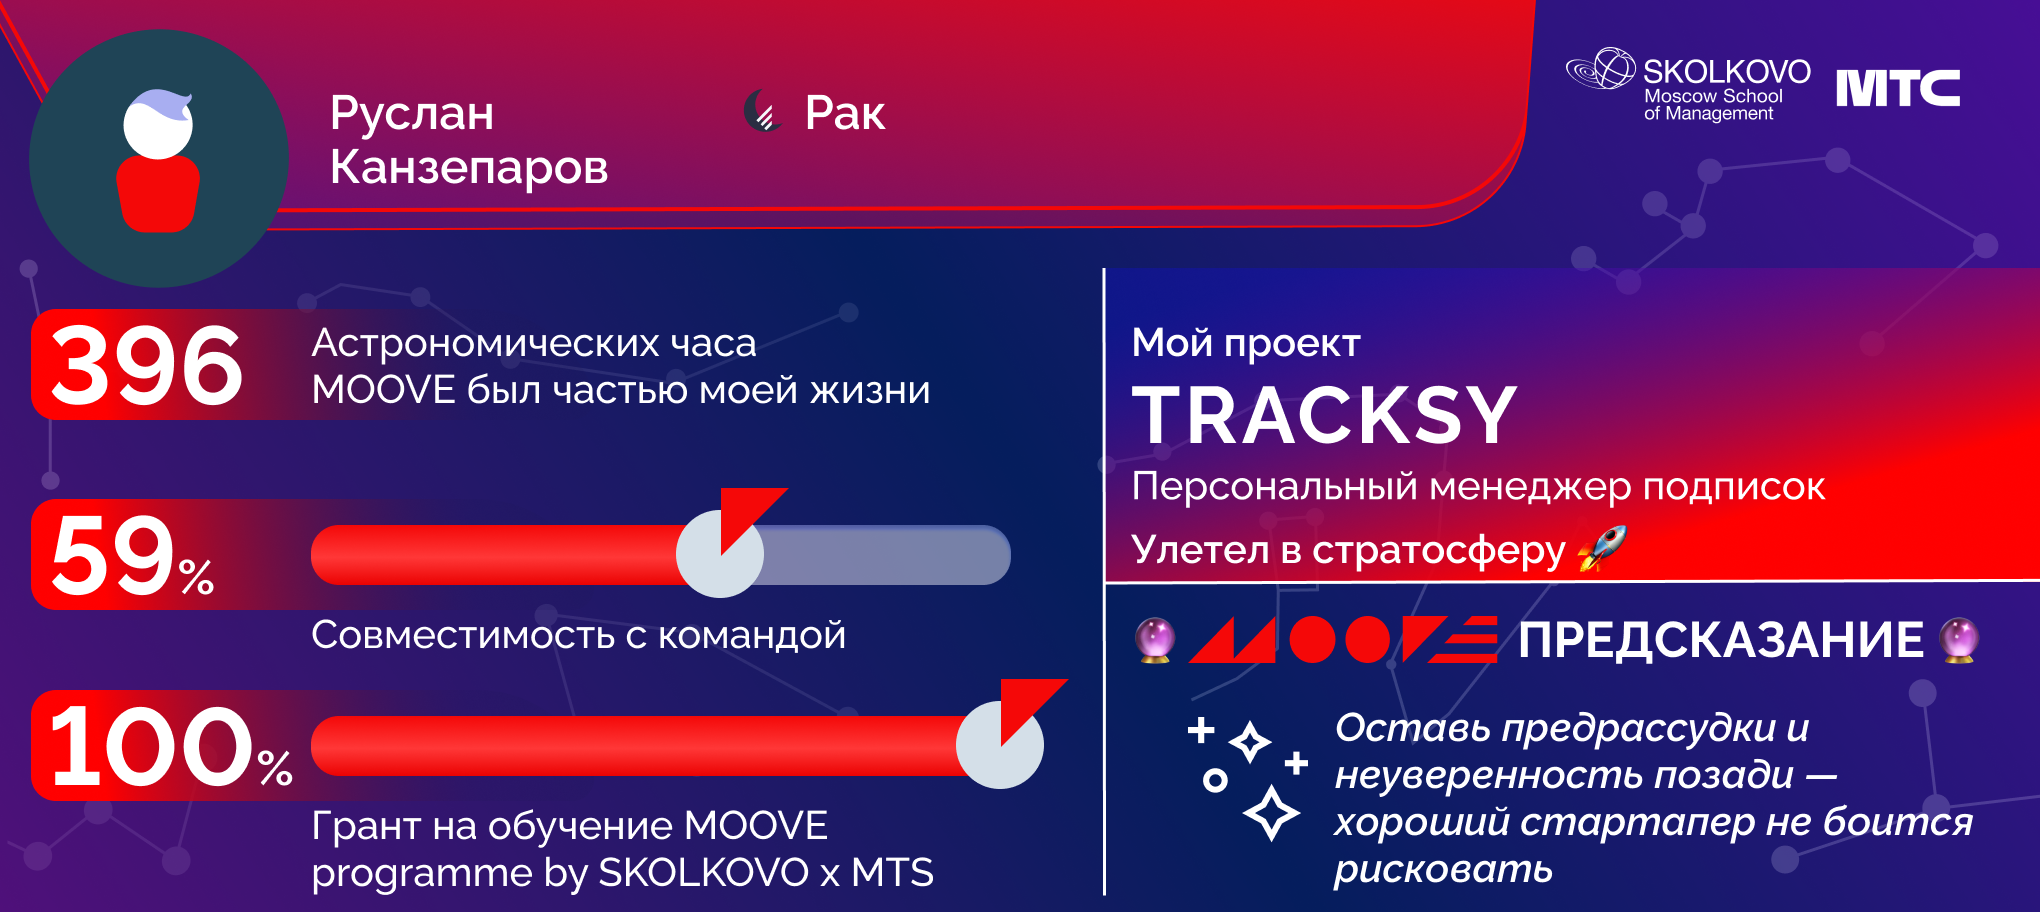 Руслан
Канзепаров
Рак
SKOLKOVO
Moscow School
of Management
МТС
396
Астрономических часа
MOOVE был частью моей жизни
59%
Совместимость с командой
100%
Грант на обучение MOOVE
programme by SKOLKOVO x MTS
Мой проект
TRACKSY
Персональный менеджер подписок
Улетел в стратосферу 🚀
🔮 MOOVE ПРЕДСКАЗАНИЕ 🔮
Оставь предрассудки и
неуверенность позади —
хороший стартапер не боится
рисковать